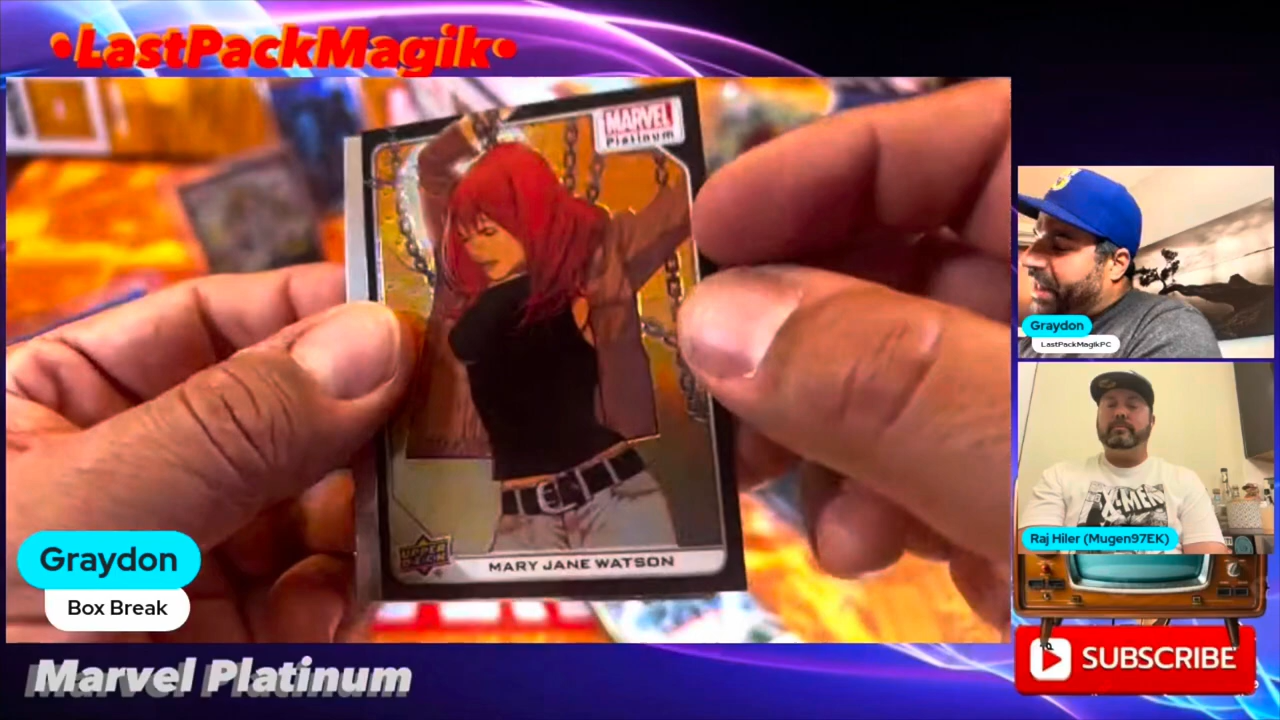 •LastPackMagik•
MARVEL
Platinum
UPPER
DECK
MARY JANE WATSON
Graydon
Box Break
Marvel Platinum
Graydon
LastPackMagikPC
X-MEN
Raj Hiler (Mugen97EK)
SUBSCRIBE